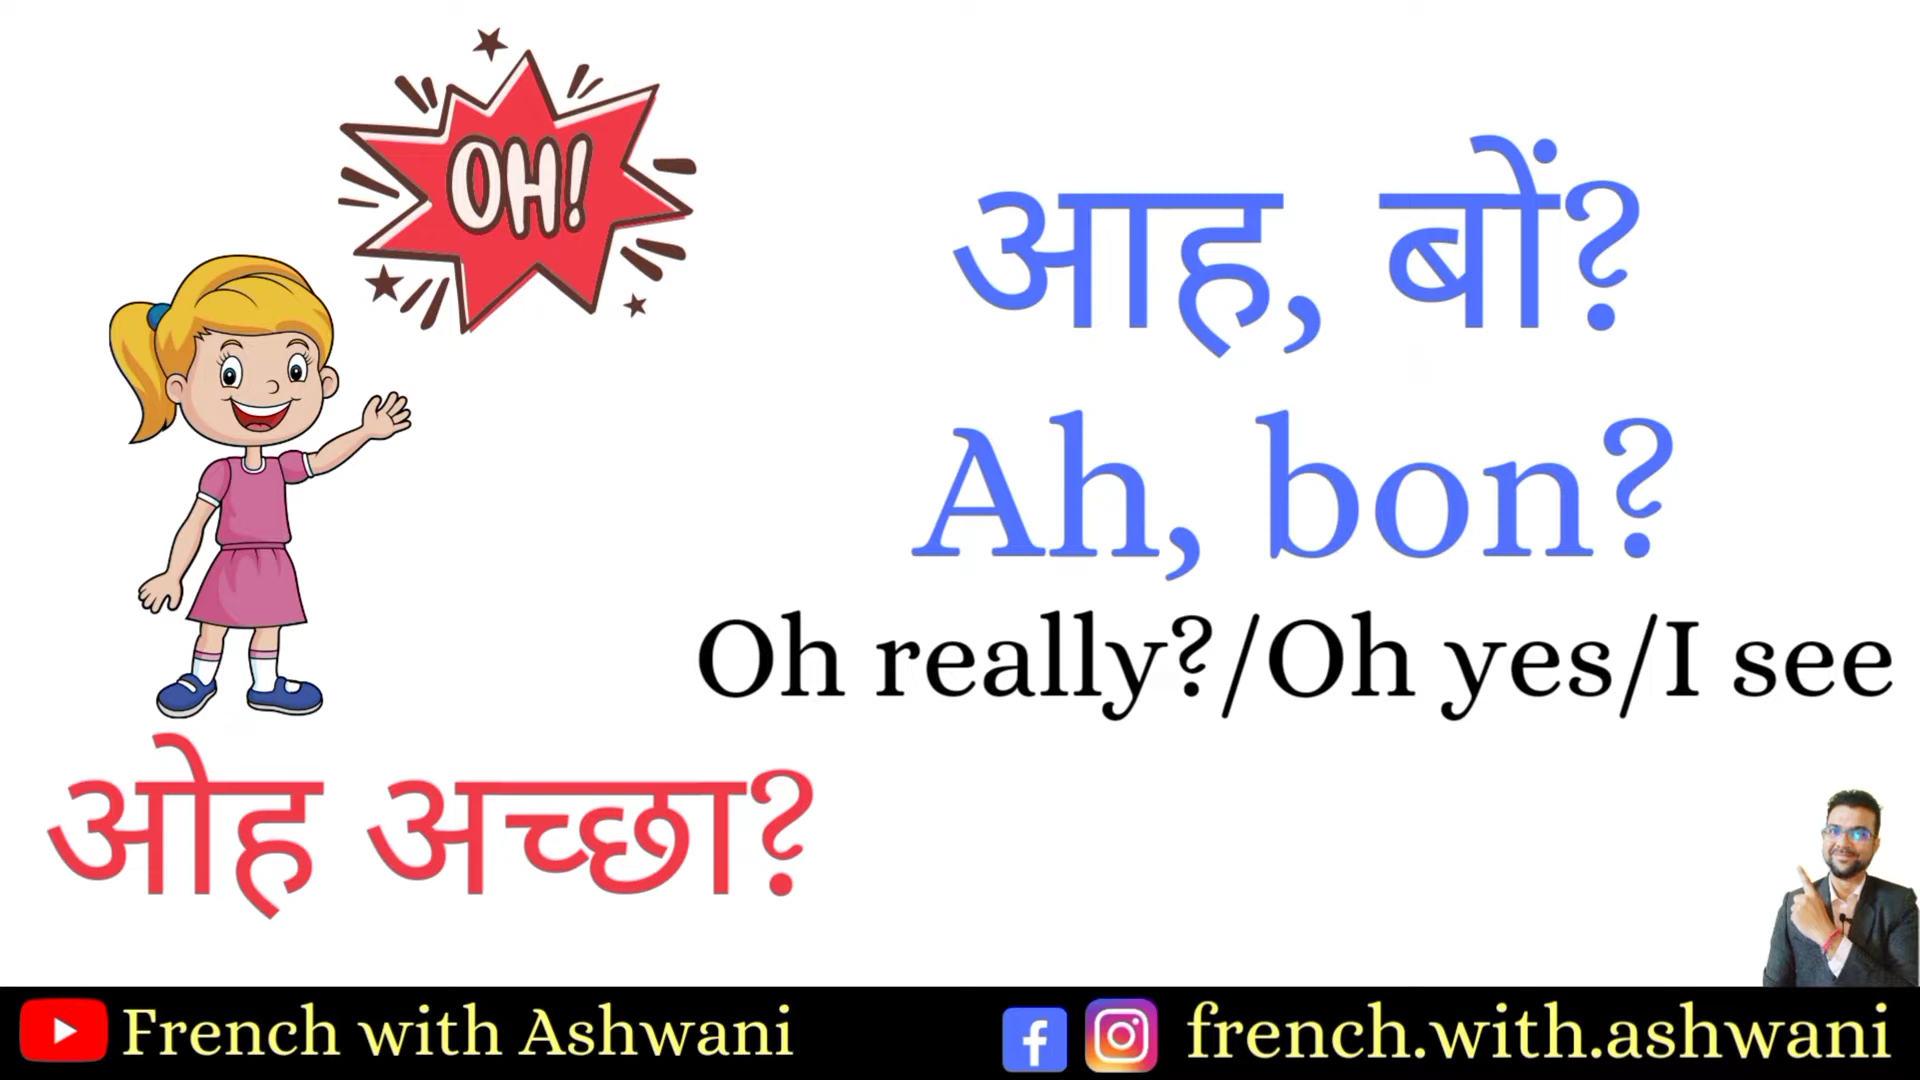 OH!
आह, बों?
Ah, bon?
Oh really?/Oh yes/I see
ओह अच्छा?
French with Ashwani
french.with.ashwani